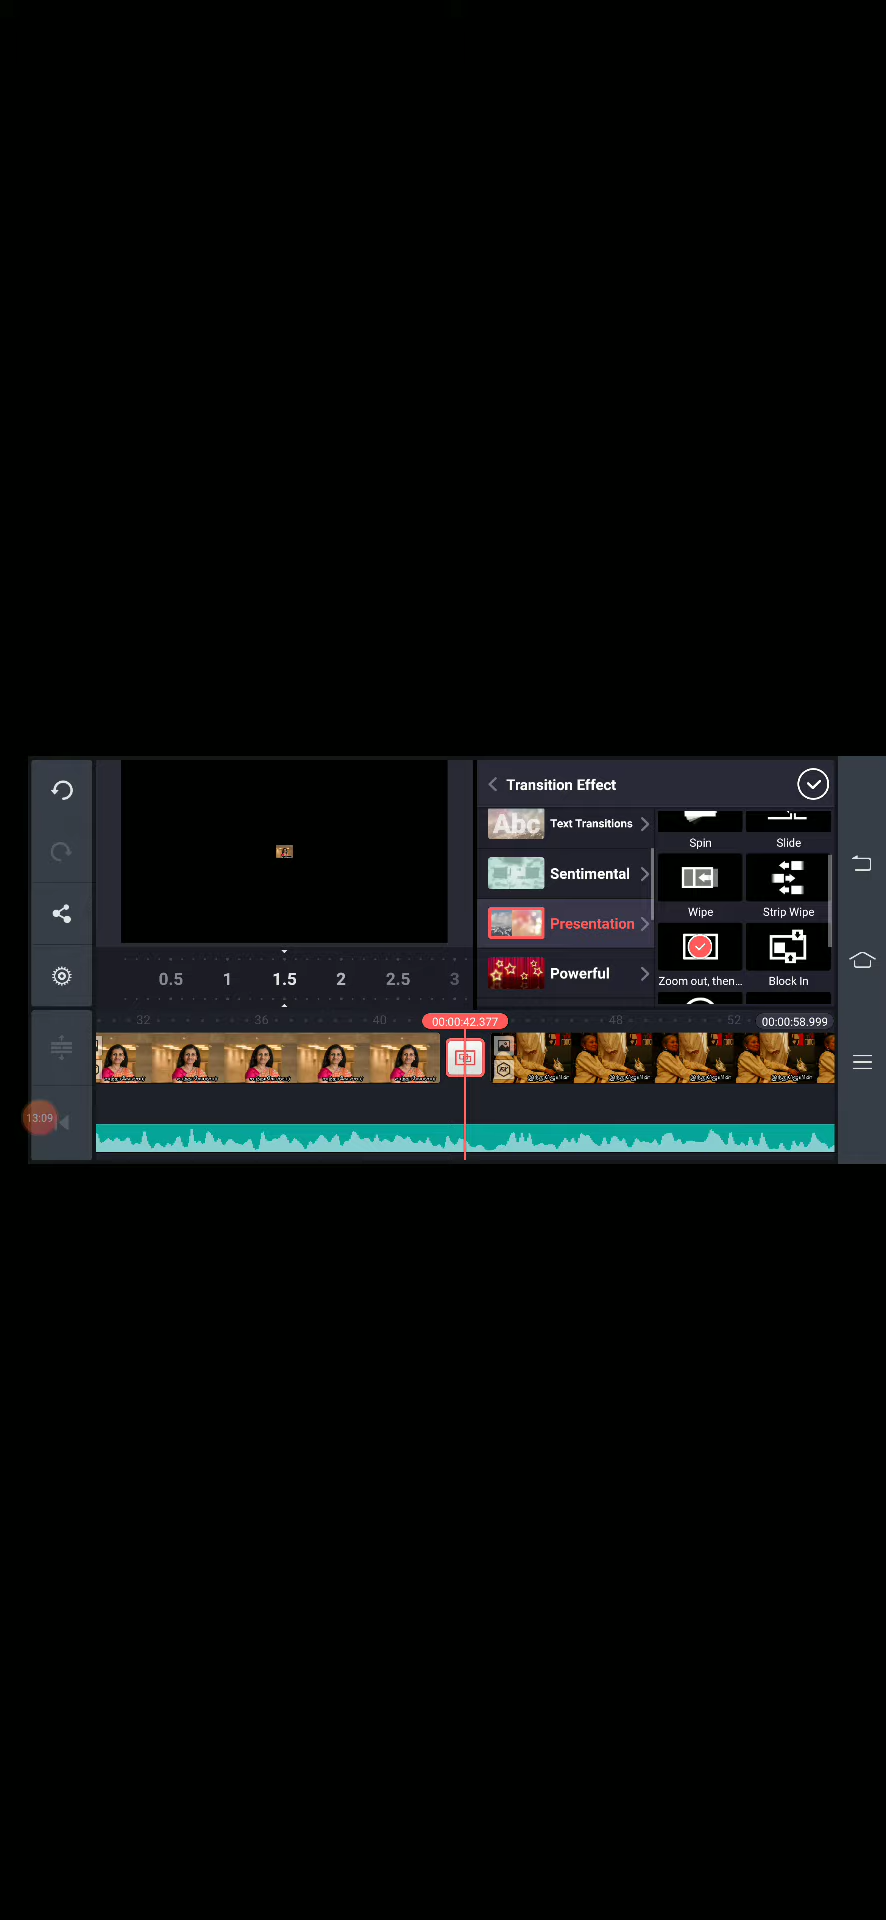 Transition Effect
Abc
Text Transitions
Sentimental
Presentation
Powerful
Spin
Slide
Wipe
Strip Wipe
Zoom out, then...
Block In
0.5 1 1.5 2 2.5 3
32 36 40 00:00:42.377 48 52 00:00:58.999
13:09